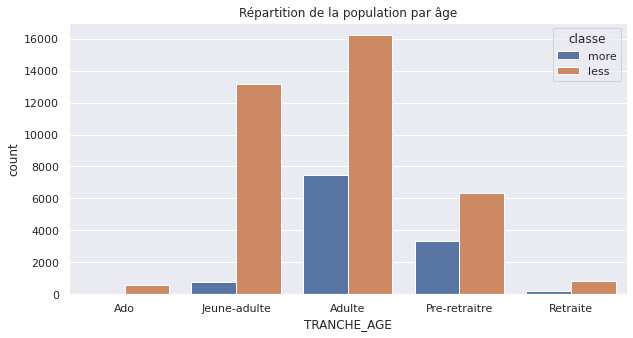 Répartition de la population par âge
classe
more
less
count
16000
14000
12000
10000
8000
6000
4000
2000
0
Ado Jeune-adulte Adulte Pre-retraitre Retraite
TRANCHE_AGE